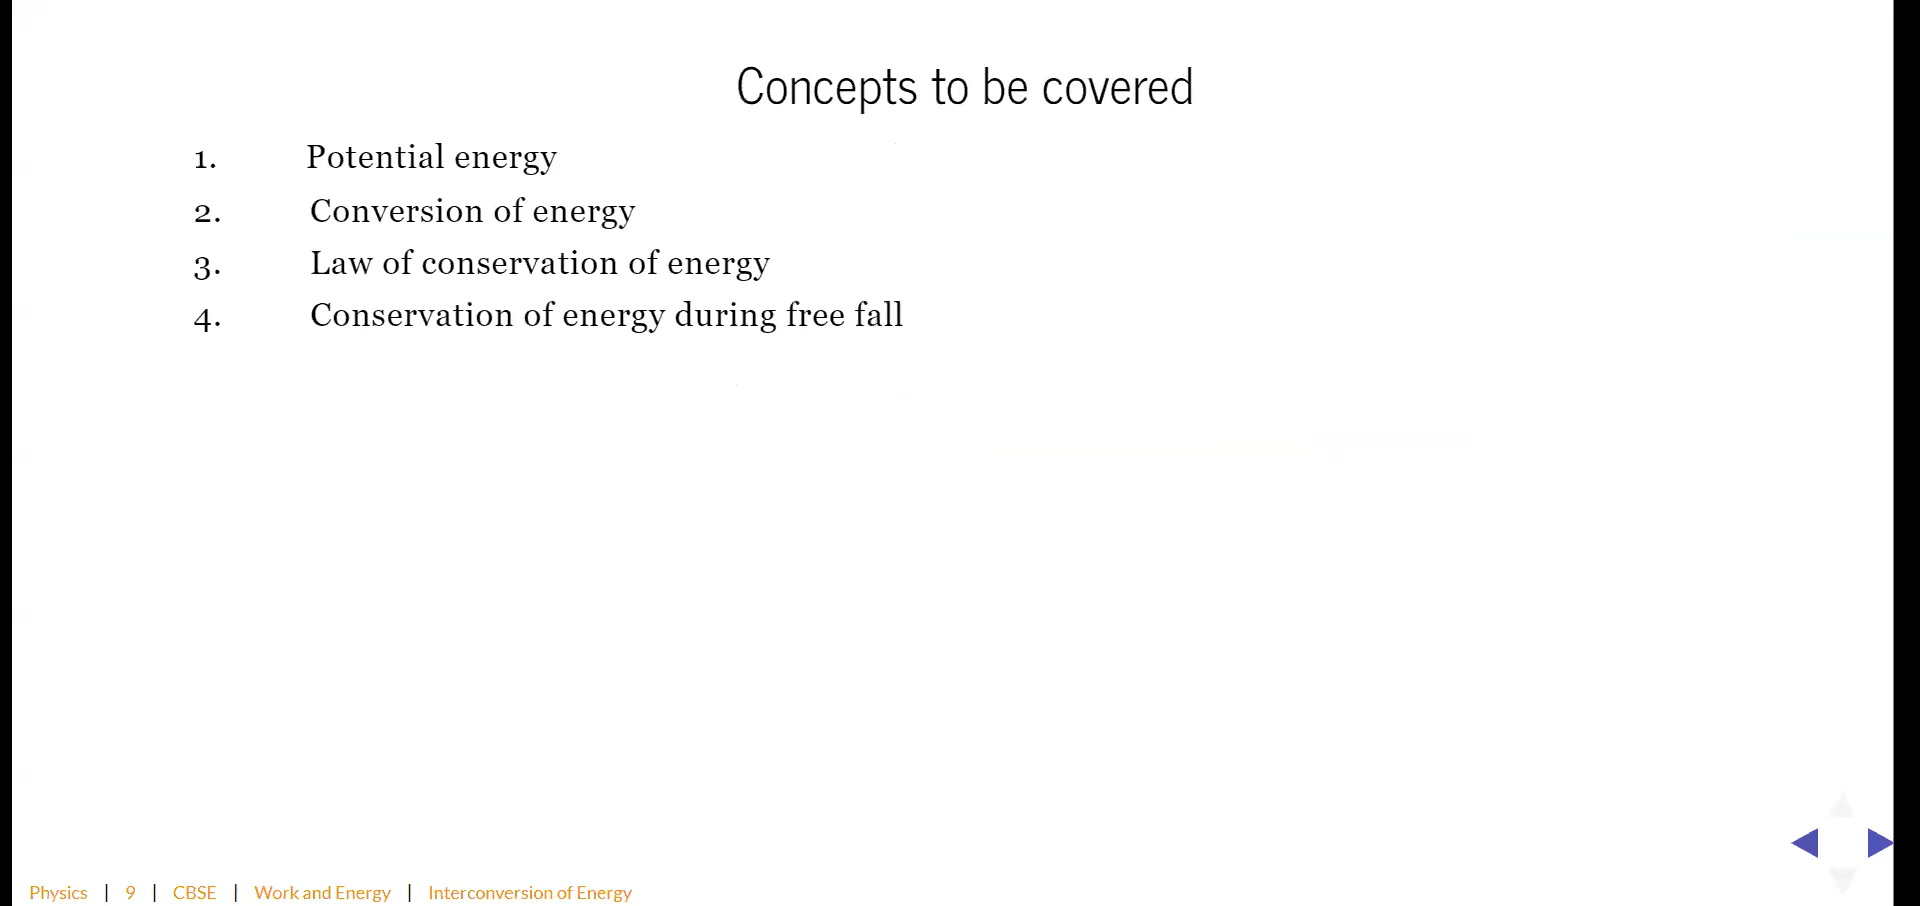 Concepts to be covered
1. Potential energy
2. Conversion of energy
3. Law of conservation of energy
4. Conservation of energy during free fall
Physics | 9 | CBSE | Work and Energy | Interconversion of Energy